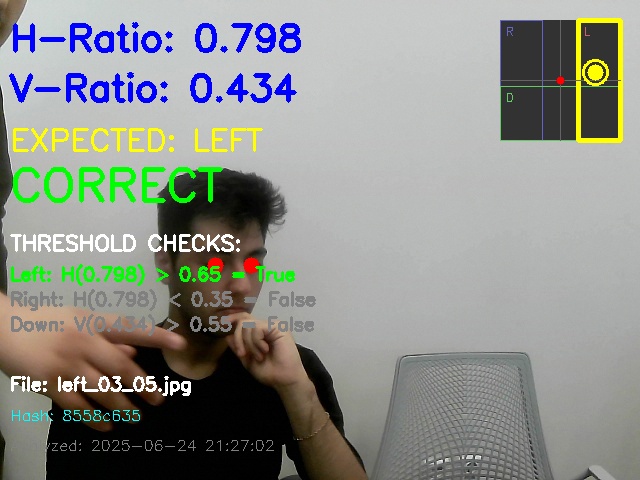 H-Ratio: 0.798
V-Ratio: 0.434
EXPECTED: LEFT
CORRECT
THRESHOLD CHECKS:
Left: H(0.798) > 0.65 = True
Right: H(0.798) < 0.35 = False
Down: V(0.434) > 0.55 = False
File: left_03_05.jpg
Hash: 8558c635
yzed: 2025-06-24 21:27:02
R
L
D